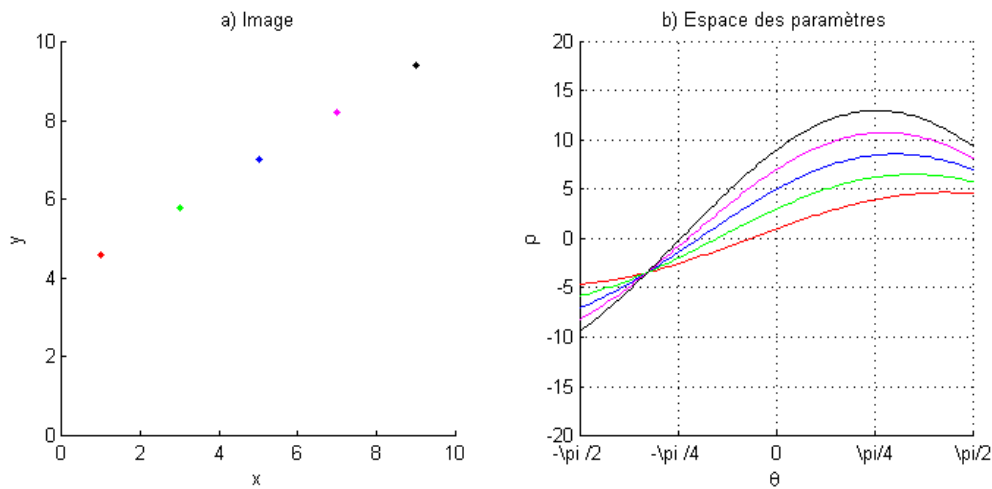 a) Image
10
8
6
4
2
0
y
0 2 4 6 8 10
x
b) Espace des paramètres
20
15
10
5
0
-5
-10
-15
-20
ρ
-\pi /2 -\pi /4 0 \pi/4 \pi/2
θ